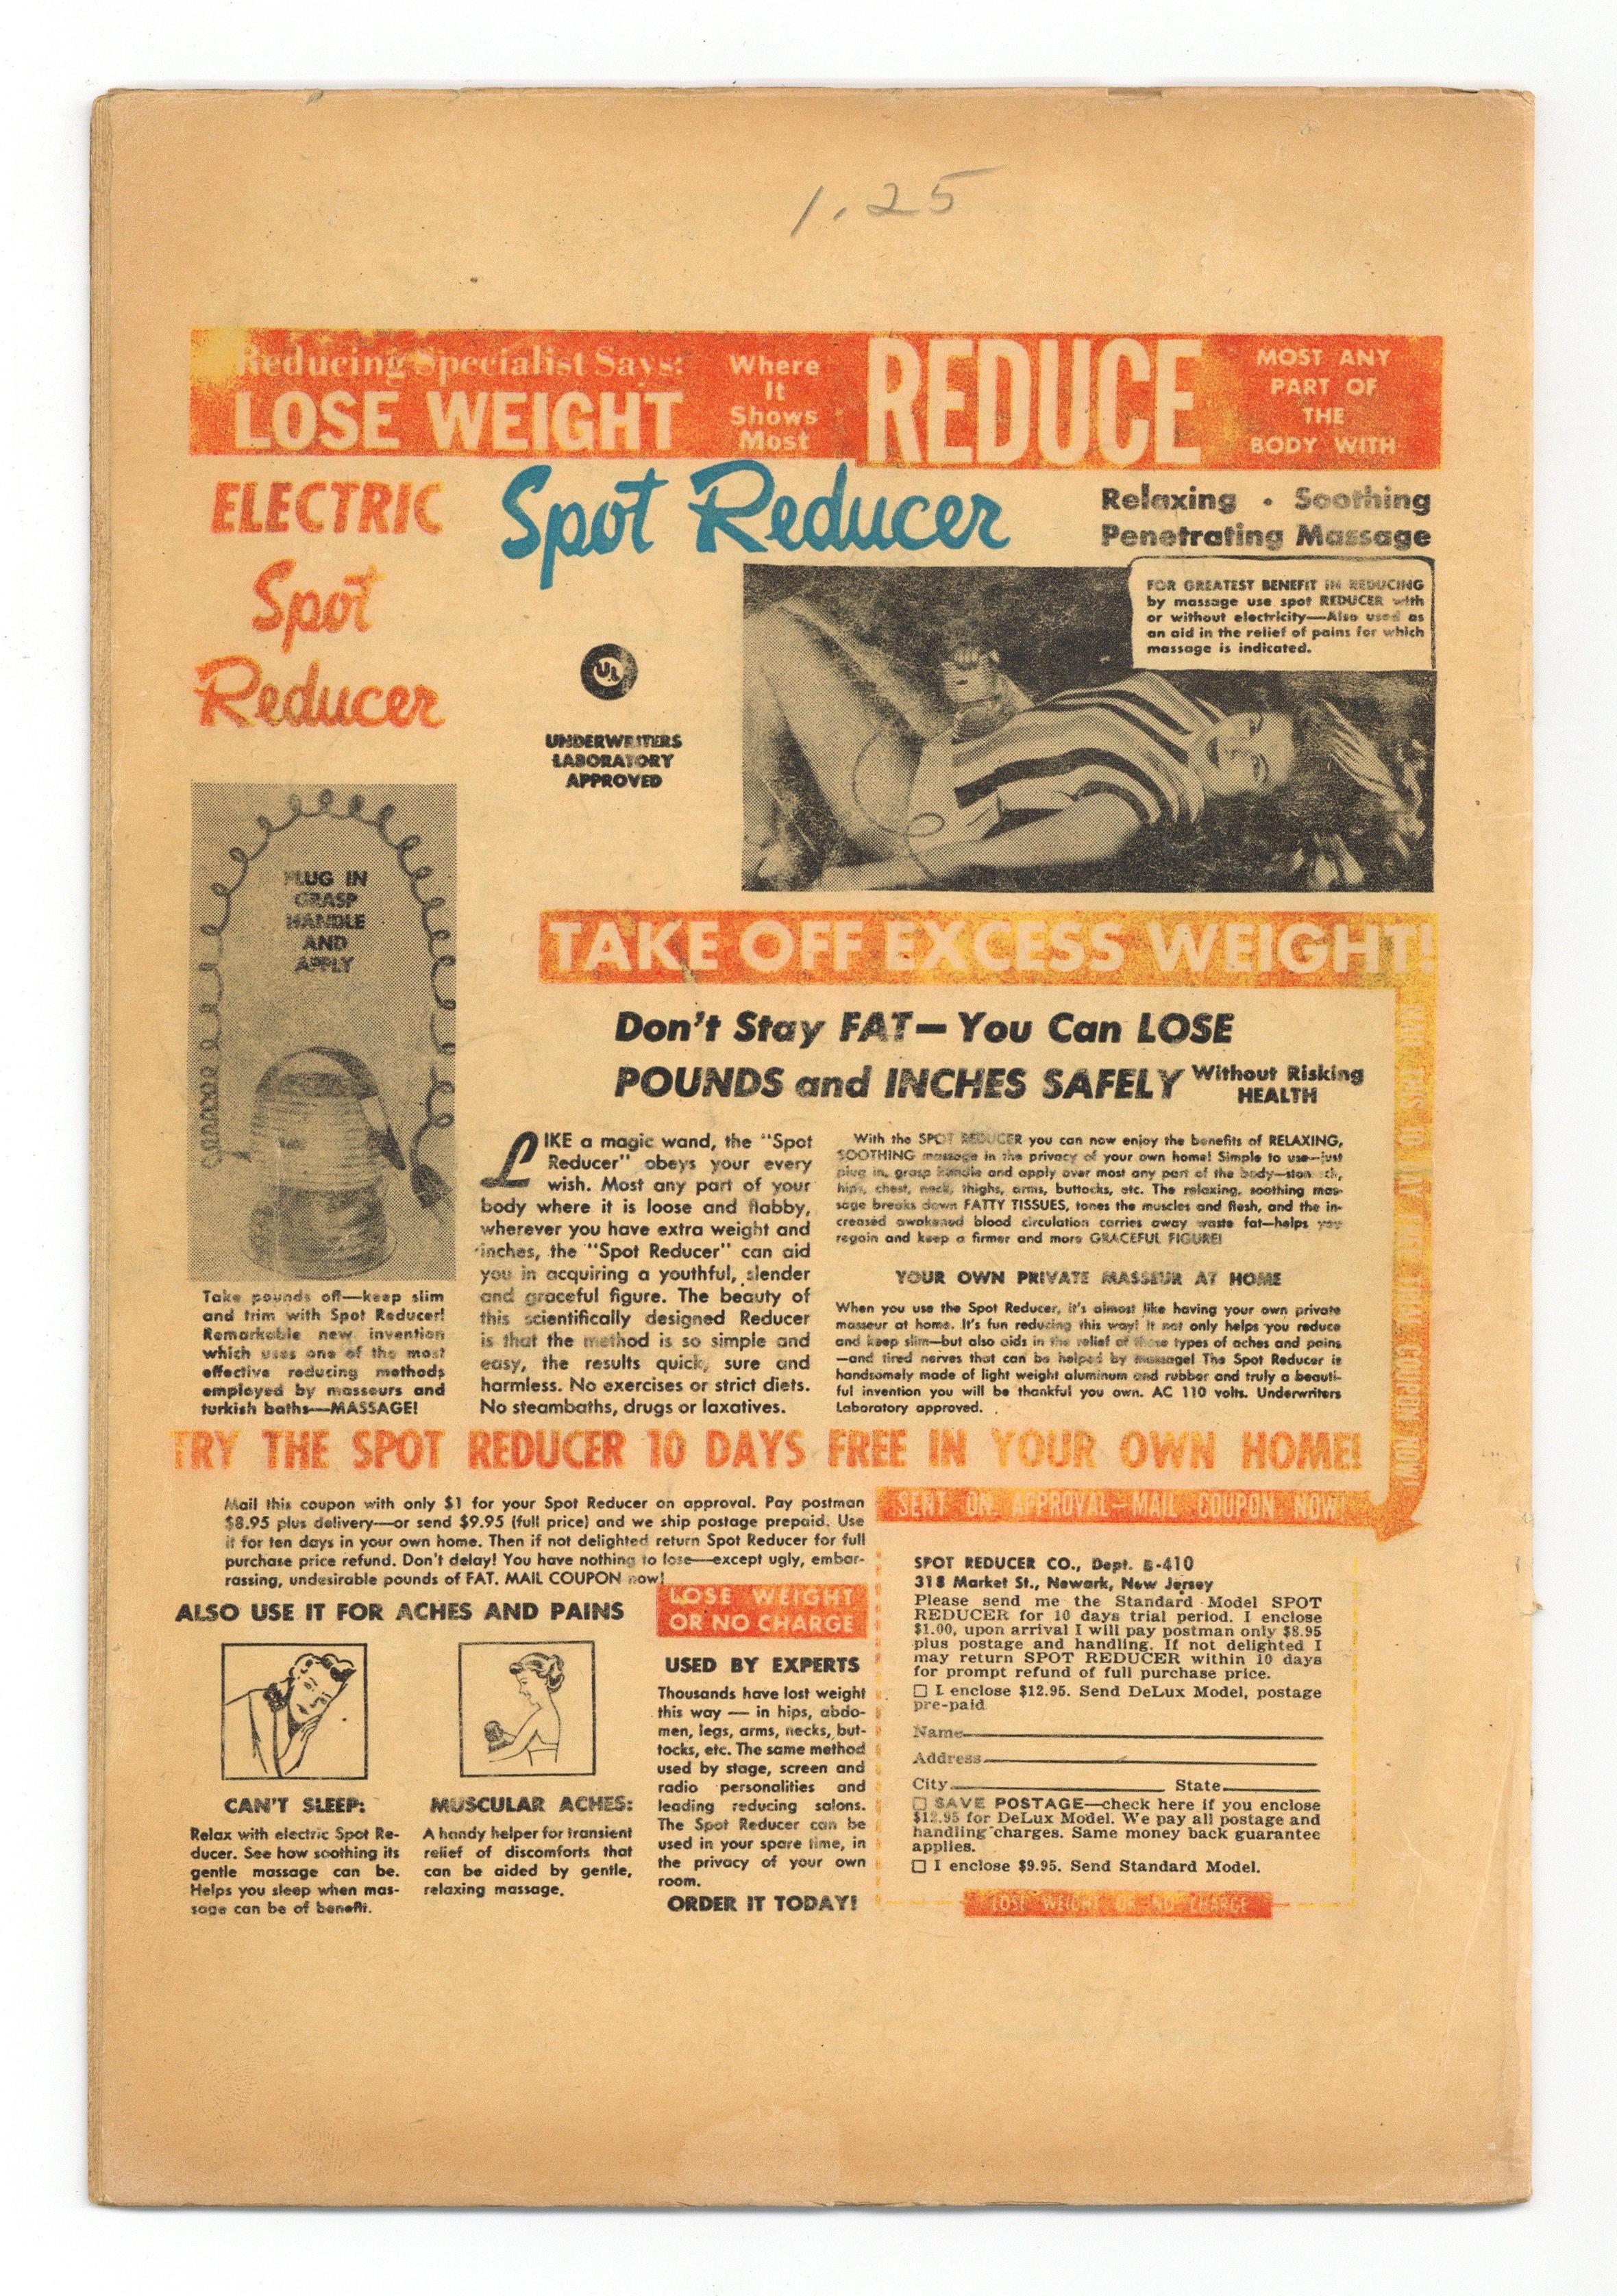 1.25
Reducing Specialist Says:
LOSE WEIGHT
Where
It
Shows
Most
REDUCE
MOST ANY
PART OF
THE
BODY WITH
ELECTRIC
Spot
Reducer
Spot Reducer
Relaxing • Soothing
Penetrating Massage
FOR GREATEST BENEFIT IN REDUCING
by massage use spot REDUCER with
or without electricity—Also used as
an aid in the relief of pains for which
massage is indicated.
UL
UNDERWRITERS
LABORATORY
APPROVED
PLUG IN
GRASP
HANDLE
AND
APPLY
Take pounds off—keep slim
and trim with Spot Reducer!
Remarkable new invention
which uses one of the most
effective reducing methods
employed by masseurs and
turkish baths—MASSAGE!
TAKE OFF EXCESS WEIGHT!
Don't Stay FAT—You Can LOSE
POUNDS and INCHES SAFELY Without Risking
HEALTH
LIKE a magic wand, the "Spot
Reducer" obeys your every
wish. Most any part of your
body where it is loose and flabby,
wherever you have extra weight and
inches, the "Spot Reducer" can aid
you in acquiring a youthful, slender
and graceful figure. The beauty of
this scientifically designed Reducer
is that the method is so simple and
easy, the results quick, sure and
harmless. No exercises or strict diets.
No steambaths, drugs or laxatives.
With the SPOT REDUCER you can now enjoy the benefits of RELAXING,
SOOTHING massage in the privacy of your own home! Simple to use—just
plug in, grasp handle and apply over most any part of the body—stomach,
hips, chest, neck, thighs, arms, buttocks, etc. The relaxing, soothing mas-
sage breaks down FATTY TISSUES, tones the muscles and flesh, and the in-
creased awakened blood circulation carries away waste fat—helps you
regain and keep a firmer and more GRACEFUL FIGURE!
YOUR OWN PRIVATE MASSEUR AT HOME
When you use the Spot Reducer, it's almost like having your own private
masseur at home. It's fun reducing this way! It not only helps you reduce
and keep slim—but also aids in the relief of those types of aches and pains
—and tired nerves that can be helped by massage! The Spot Reducer is
handsomely made of light weight aluminum and rubber and truly a beauti-
ful invention you will be thankful you own. AC 110 volts. Underwriters
Laboratory approved.
TRY THE SPOT REDUCER 10 DAYS FREE IN YOUR OWN HOME!
Mail this coupon with only $1 for your Spot Reducer on approval. Pay postman
$8.95 plus delivery—or send $9.95 (full price) and we ship postage prepaid. Use
it for ten days in your own home. Then if not delighted return Spot Reducer for full
purchase price refund. Don't delay! You have nothing to lose—except ugly, embar-
rassing, undesirable pounds of FAT. MAIL COUPON now!
SENT ON APPROVAL—MAIL COUPON NOW!
ALSO USE IT FOR ACHES AND PAINS
CAN'T SLEEP:
Relax with electric Spot Re-
ducer. See how soothing its
gentle massage can be.
Helps you sleep when mas-
sage can be of benefit.
MUSCULAR ACHES:
A handy helper for transient
relief of discomforts that
can be aided by gentle,
relaxing massage.
LOSE WEIGHT
OR NO CHARGE
USED BY EXPERTS
Thousands have lost weight
this way — in hips, abdo-
men, legs, arms, necks, but-
tocks, etc. The same method
used by stage, screen and
radio personalities and
leading reducing salons.
The Spot Reducer can be
used in your spare time, in
the privacy of your own
room.
ORDER IT TODAY!
SPOT REDUCER CO., Dept. B-410
318 Market St., Newark, New Jersey
Please send me the Standard Model SPOT
REDUCER for 10 days trial period. I enclose
$1.00, upon arrival I will pay postman only $8.95
plus postage and handling. If not delighted I
may return SPOT REDUCER within 10 days
for prompt refund of full purchase price.
☐ I enclose $12.95. Send DeLux Model, postage
pre-paid
Name
Address
City State
☐ SAVE POSTAGE—check here if you enclose
$12.95 for DeLux Model. We pay all postage and
handling charges. Same money back guarantee
applies.
☐ I enclose $9.95. Send Standard Model.
LOSE WEIGHT OR NO CHARGE